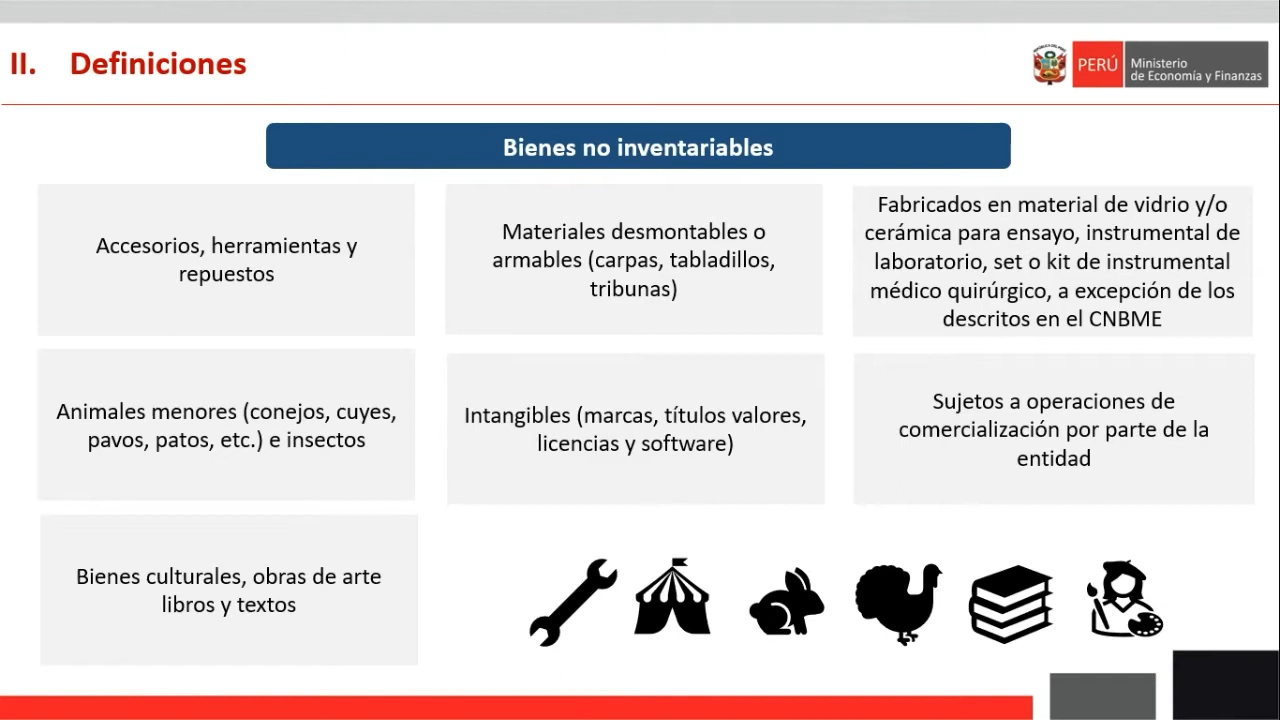 II. Definiciones
PERÚ
Ministerio
de Economía y Finanzas
Bienes no inventariables
Accesorios, herramientas y
repuestos
Materiales desmontables o
armables (carpas, tabladillos,
tribunas)
Fabricados en material de vidrio y/o
cerámica para ensayo, instrumental de
laboratorio, set o kit de instrumental
médico quirúrgico, a excepción de los
descritos en el CNBME
Animales menores (conejos, cuyes,
pavos, patos, etc.) e insectos
Intangibles (marcas, títulos valores,
licencias y software)
Sujetos a operaciones de
comercialización por parte de la
entidad
Bienes culturales, obras de arte
libros y textos